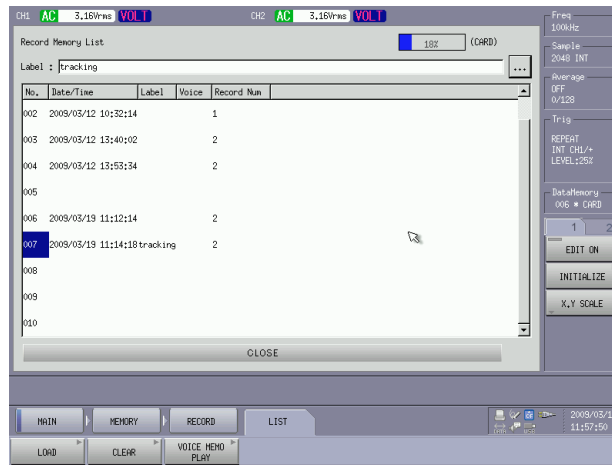 CH1 AC 3.16Vrms VOLT CH2 AC 3.16Vrms VOLT
Record Memory List 18% (CARD)
Label : tracking ...
No. Date/Time Label Voice Record Num
002 2009/03/12 10:32:14 1
003 2009/03/12 13:40:02 2
004 2009/03/12 13:53:34 2
005
006 2009/03/19 11:12:14 2
007 2009/03/19 11:14:18 tracking 2
008
009
010
CLOSE
Freq
100kHz
Sample
2048 INT
Average
OFF
0/128
Trig
REPEAT
INT CH1/+
LEVEL:25%
DataMemory
006 * CARD
1 2
EDIT ON
INITIALIZE
X,Y SCALE
MAIN MEMORY RECORD LIST
2009/03/1
11:57:50
LOAD CLEAR VOICE MEMO PLAY